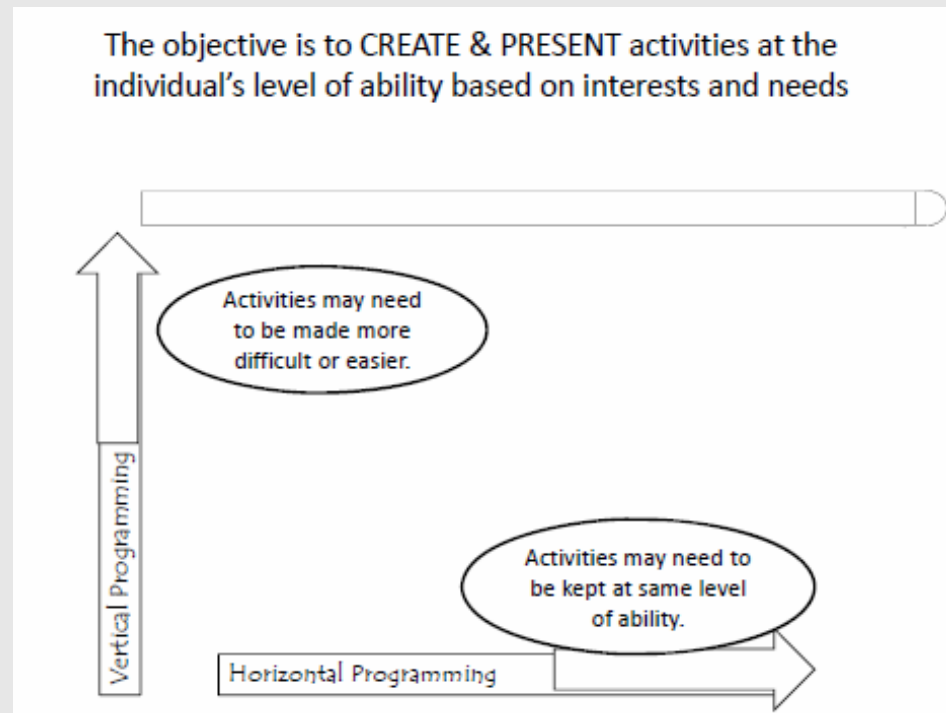 The objective is to CREATE & PRESENT activities at the
individual's level of ability based on interests and needs
Activities may need
to be made more
difficult or easier.
Vertical Programming
Activities may need to
be kept at same level
of ability.
Horizontal Programming